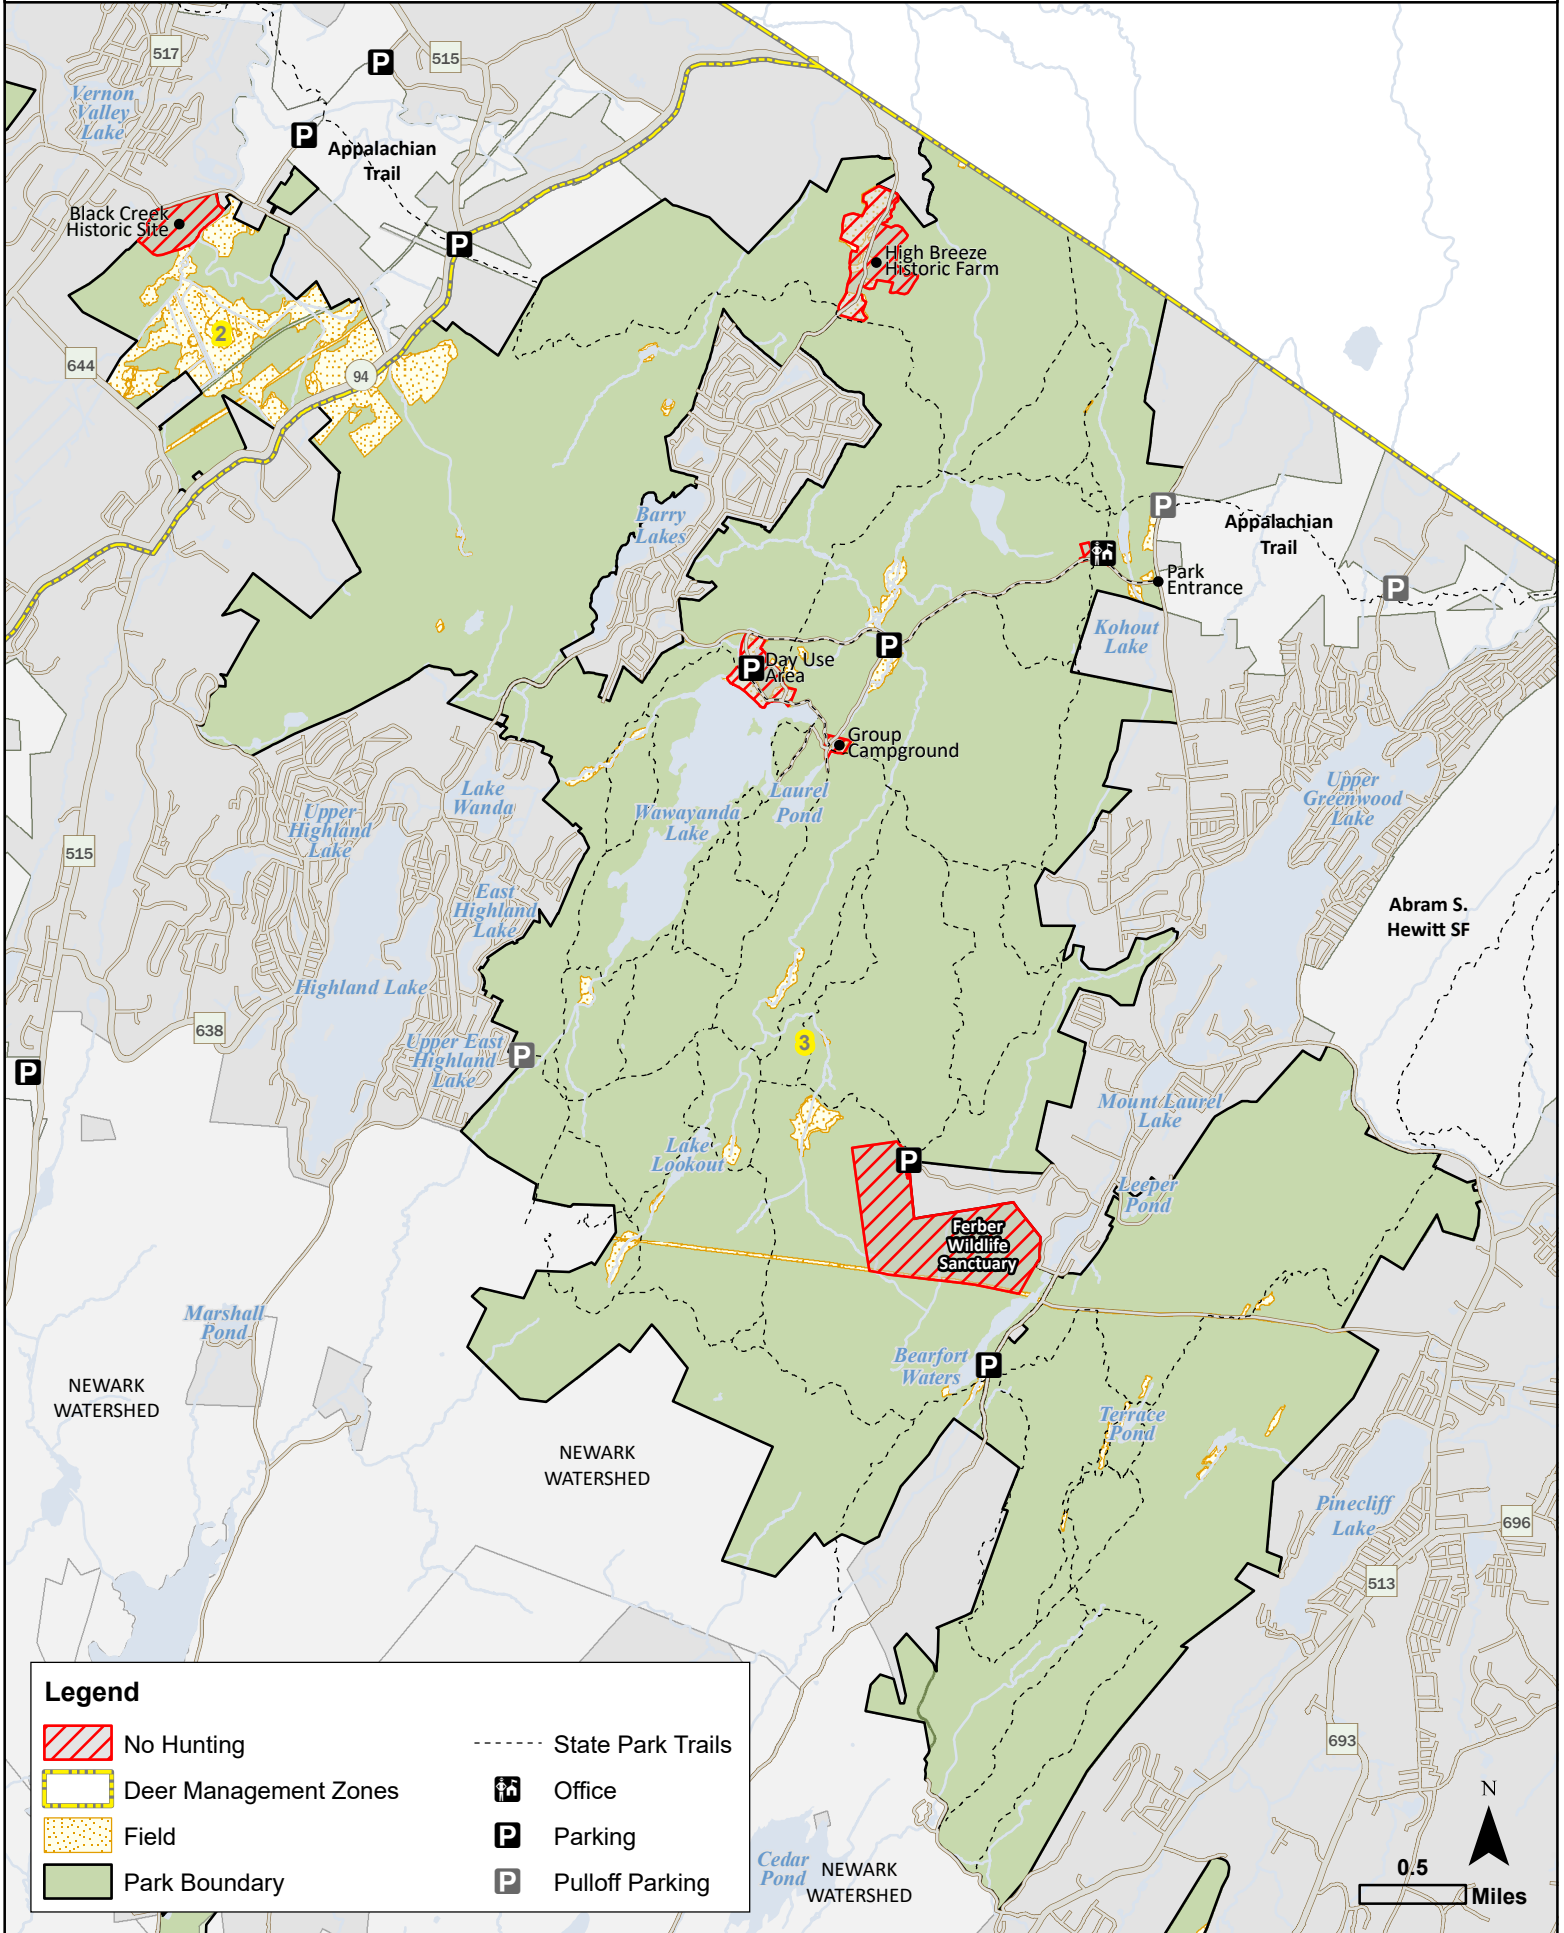 517
P
515
Vernon
Valley
Lake
P
Appalachian
Trail
Black Creek
Historic Site
P
High Breeze
Historic Farm
2
644
94
Barry
Lakes
P
Appalachian
Trail
Park
Entrance
P
Kohout
Lake
P
P
Day Use
Area
Group
Campground
Lake
Wanda
Upper
Highland
Lake
Wawayanda
Lake
Laurel
Pond
Upper
Greenwood
Lake
515
East
Highland
Lake
Abram S.
Hewitt SF
Highland Lake
638
Upper East
Highland
Lake
P
3
P
Mount Laurel
Lake
Lake
Lookout
P
Leeper
Pond
Ferber
Wildlife
Sanctuary
Marshall
Pond
Bearfort
Waters
P
NEWARK
WATERSHED
Terrace
Pond
NEWARK
WATERSHED
Pinecliff
Lake
696
513
693
Legend
No Hunting
Deer Management Zones
Field
Park Boundary
State Park Trails
Office
P Parking
P Pulloff Parking
Cedar
Pond
NEWARK
WATERSHED
N
0.5
Miles